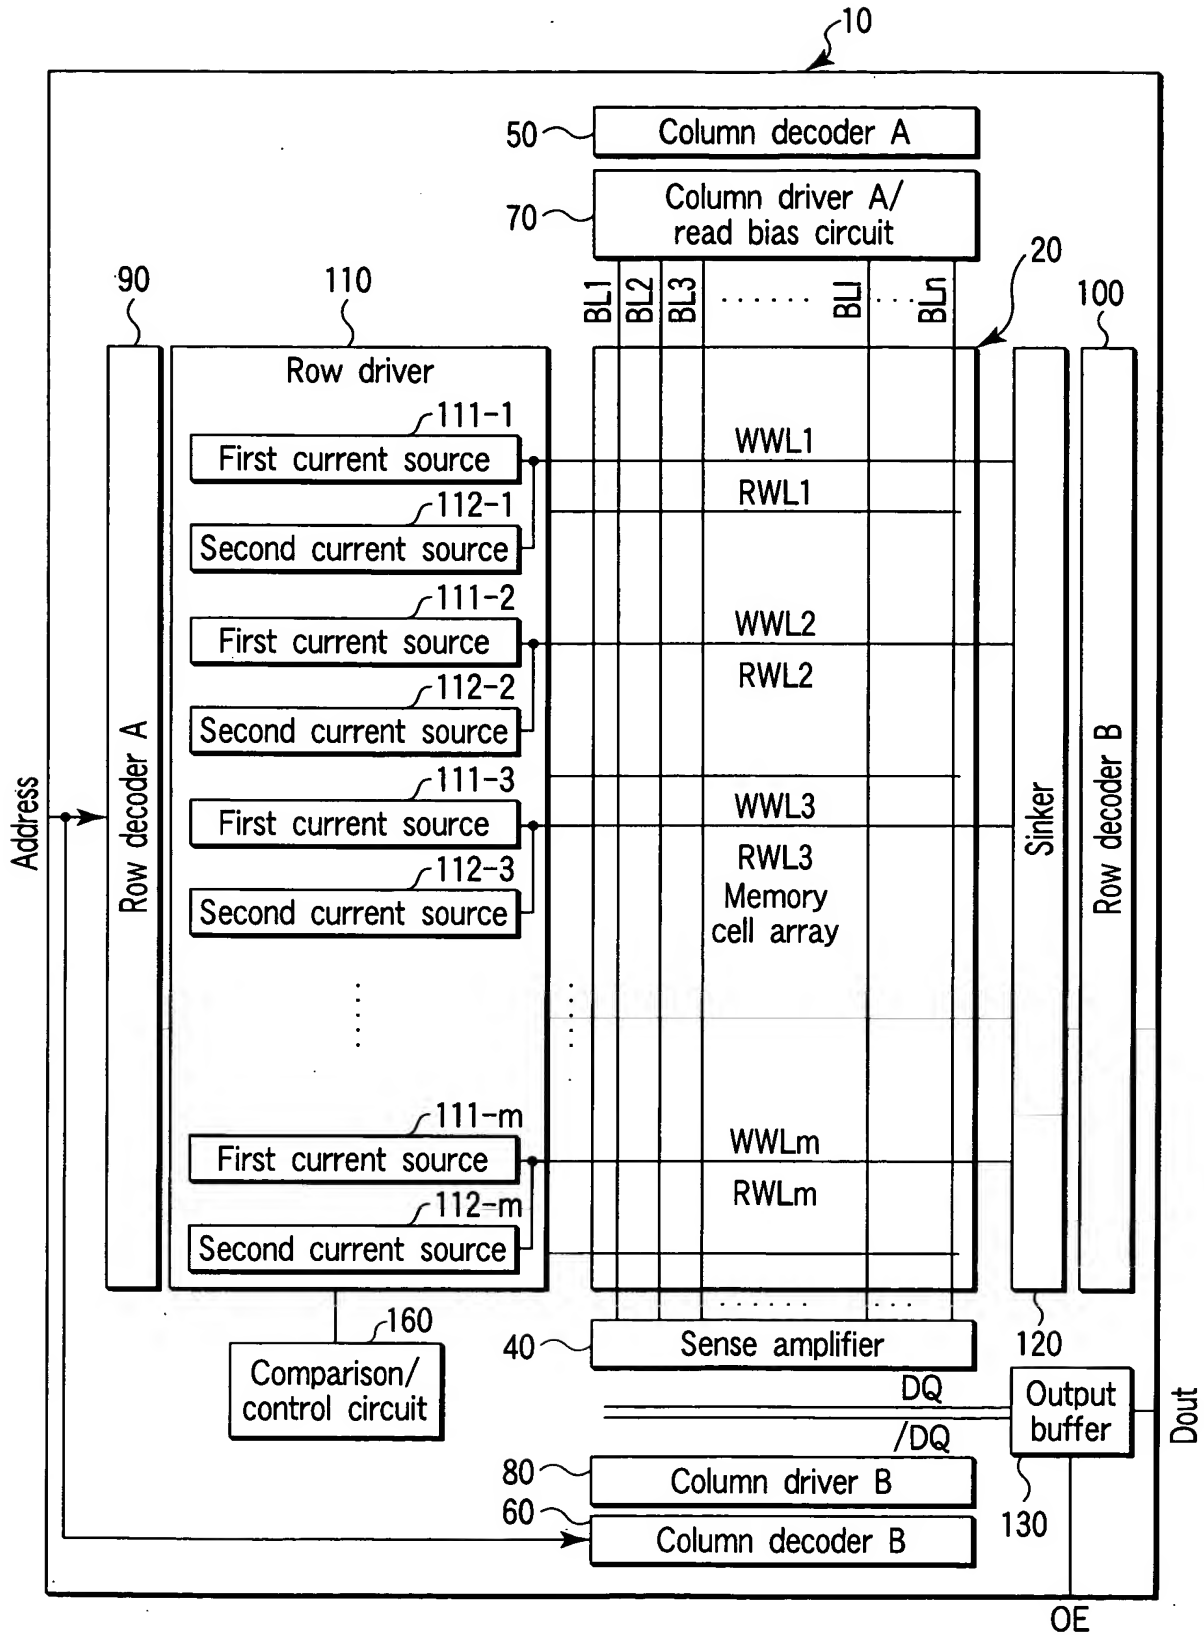 10
50
Column decoder A
70
Column driver A/
read bias circuit
20
90
110
100
BL1
BL2
BL3
BLl
BLn
Row driver
111-1
First current source
WWL1
RWL1
112-1
Second current source
111-2
First current source
WWL2
RWL2
112-2
Second current source
111-3
First current source
WWL3
RWL3
112-3
Second current source
Memory
cell array
Address
Row decoder A
Sinker
Row decoder B
111-m
First current source
WWLm
RWLm
112-m
Second current source
160
Comparison/
control circuit
40
Sense amplifier
120
DQ
/DQ
Output
buffer
Dout
80
Column driver B
130
60
Column decoder B
OE